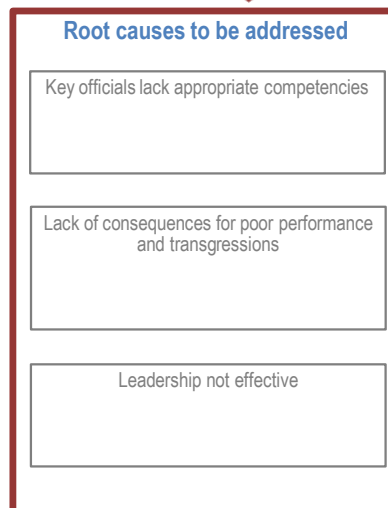 Root causes to be addressed
Key officials lack appropriate competencies
Lack of consequences for poor performance
and transgressions
Leadership not effective